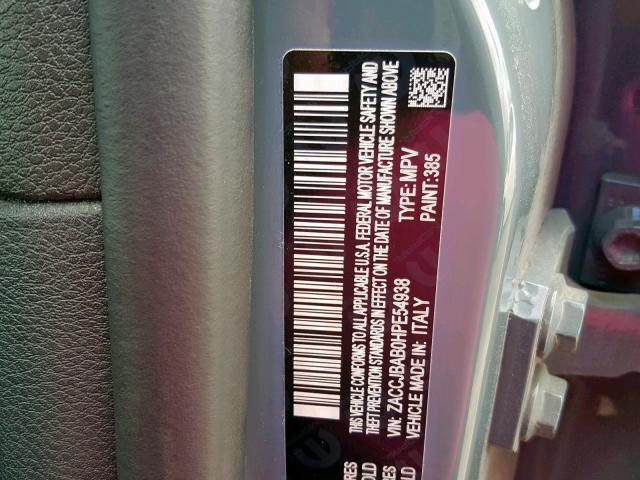 THIS VEHICLE CONFORMS TO ALL APPLICABLE U.S.A. FEDERAL MOTOR VEHICLE SAFETY AND
THEFT PREVENTION STANDARDS IN EFFECT ON THE DATE OF MANUFACTURE SHOWN ABOVE
VIN: ZACCJBAB0HPE54938 TYPE: MPV
VEHICLE MADE IN: ITALY PAINT: 385